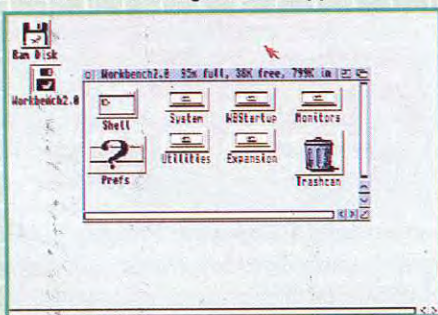 Ram Disk
Workbench2.0
Workbench2.0 95% full, 38K free, 799K in
Shell
System
WBStartup
Monitors
Prefs
Utilities
Expansion
Trashcan